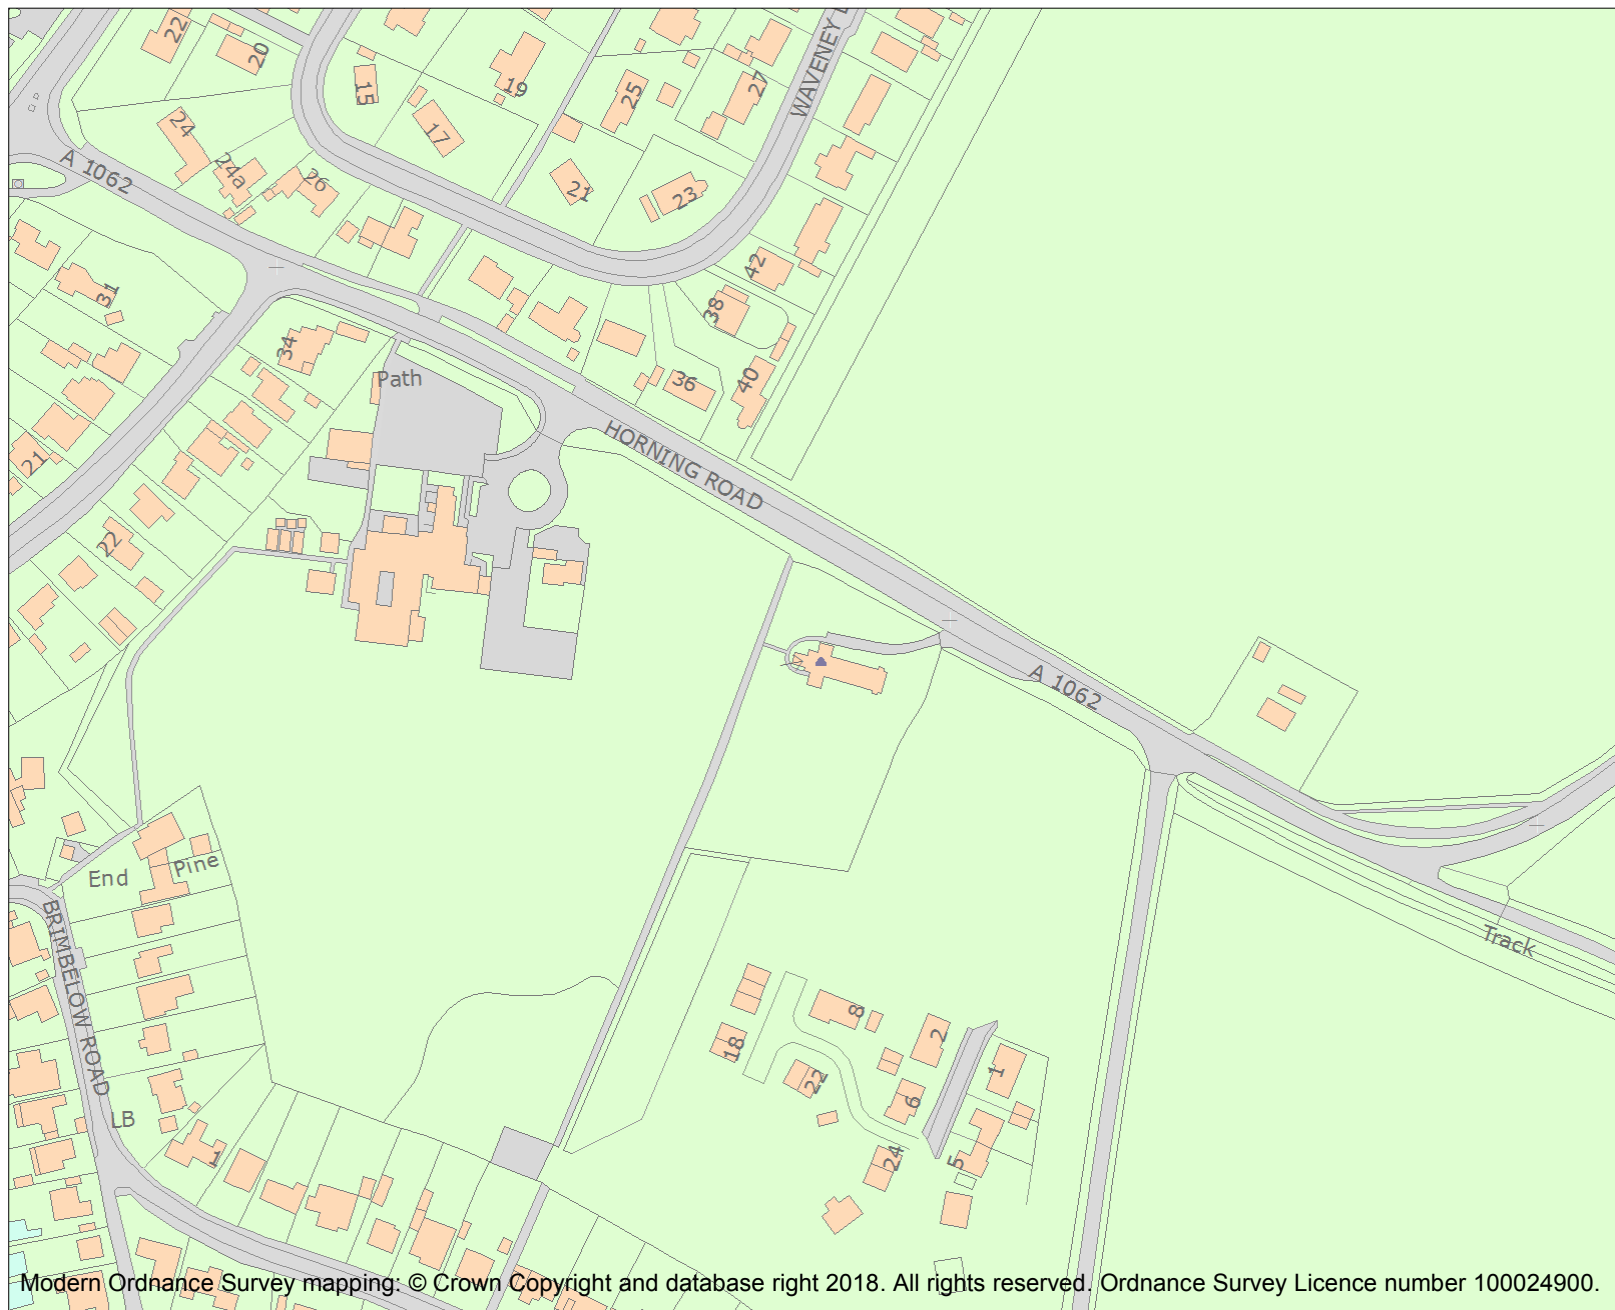 22
20
15
19
25
27
WAVENEY
24
17
24a
A 1062
26
21
23
31
42
38
34
Path
36
40
21
HORNING ROAD
22
A 1062
End
Pine
BRIMBELOW ROAD
Track
8
2
18
22
1
6
LB
1
24
5
Modern Ordnance Survey mapping: © Crown Copyright and database right 2018. All rights reserved. Ordnance Survey Licence number 100024900.